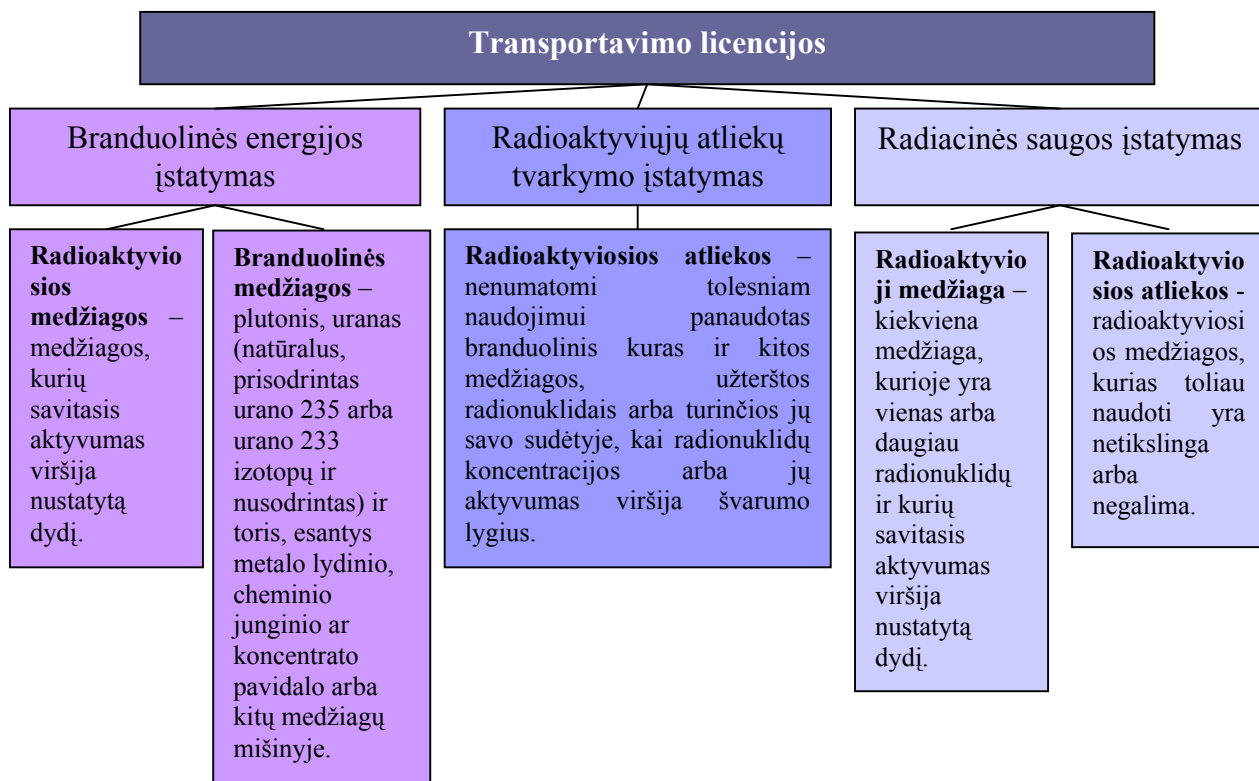 Transportavimo licencijos
Branduolinės energijos
įstatymas
Radioaktyviųjų atliekų
tvarkymo įstatymas
Radiacinės saugos įstatymas
Radioaktyvio
sios
medžiagos –
medžiagos,
kurių
savitasis
aktyvumas
viršija
nustatytą
dydį.
Branduolinės
medžiagos –
plutonis, uranas
(natūralus,
prisodrintas
urano 235 arba
urano 233
izotopų ir
nusodrintas) ir
toris, esantys
metalo lydinio,
cheminio
junginio ar
koncentrato
pavidalo arba
kitų medžiagų
mišinyje.
Radioaktyviosios atliekos –
nenumatomi tolesniam
naudojimui panaudotas
branduolinis kuras ir kitos
medžiagos, užterštos
radionuklidais arba turinčios jų
savo sudėtyje, kai radionuklidų
koncentracijos arba jų
aktyvumas viršija švarumo
lygius.
Radioaktyvio
ji medžiaga –
kiekviena
medžiaga,
kurioje yra
vienas arba
daugiau
radionuklidų
ir kurių
savitasis
aktyvumas
viršija
nustatytą
dydį.
Radioaktyvio
sios atliekos -
radioaktyviosi
os medžiagos,
kurias toliau
naudoti yra
netikslinga
arba
negalima.